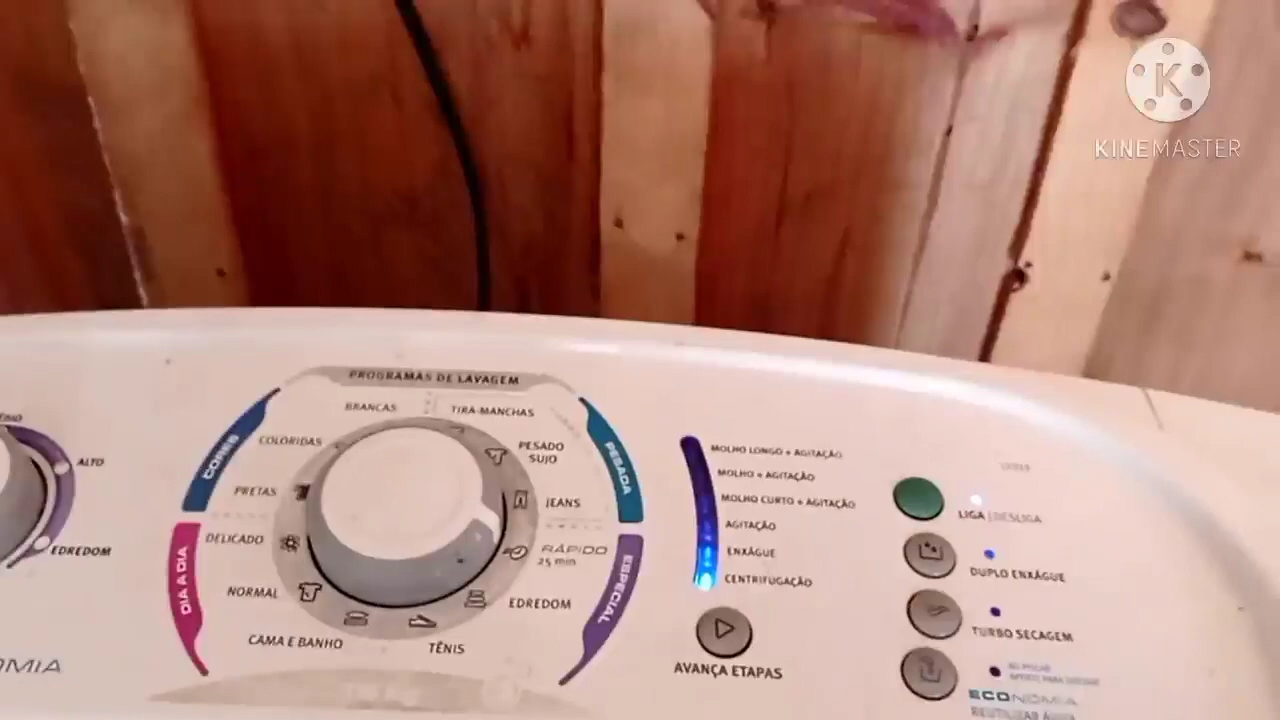 KINEMASTER
PROGRAMAS DE LAVAGEM
BRANCAS
TIRA-MANCHAS
COLORIDAS
PESADO
SUJO
CORES
PESADA
PRETAS
JEANS
DELICADO
RÁPIDO
25 min
DIA A DIA
ESPECIAL
NORMAL
EDREDOM
CAMA E BANHO
TÊNIS
ALTO
EDREDOM
MOLHO LONGO + AGITAÇÃO
MOLHO + AGITAÇÃO
MOLHO CURTO + AGITAÇÃO
AGITAÇÃO
ENXÁGUE
CENTRIFUGAÇÃO
AVANÇA ETAPAS
LIGA|DESLIGA
DUPLO ENXÁGUE
TURBO SECAGEM
ECONOMIA
REUTILIZAR ÁGUA